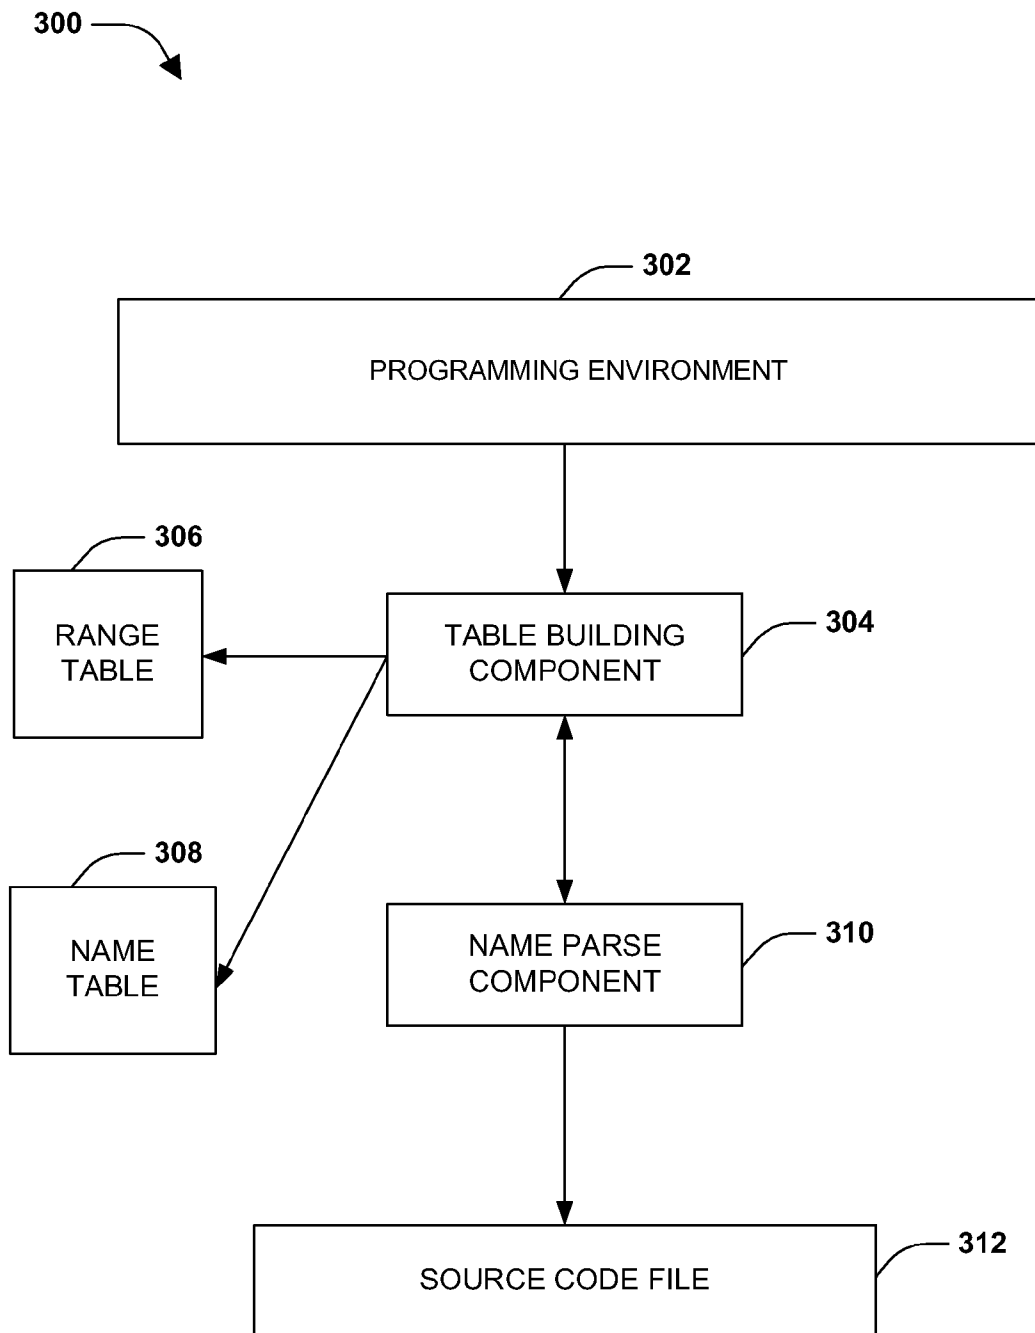 300
302
PROGRAMMING ENVIRONMENT
306
RANGE
TABLE
304
TABLE BUILDING
COMPONENT
308
NAME
TABLE
310
NAME PARSE
COMPONENT
312
SOURCE CODE FILE